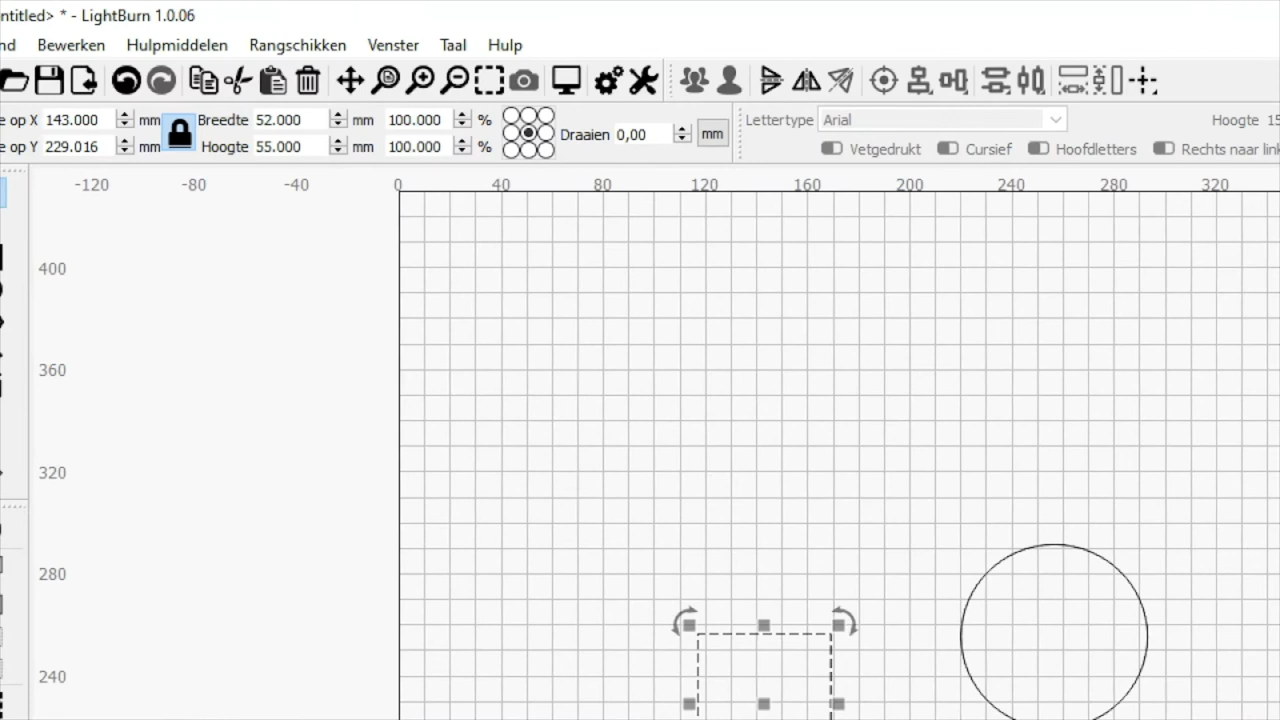 ntitled> * - LightBurn 1.0.06
nd Bewerken Hulpmiddelen Rangschikken Venster Taal Hulp
e op X 143.000 mm Breedte 52.000 mm 100.000 % Draaien 0,00 mm Lettertype Arial Hoogte 15
e op Y 229.016 mm Hoogte 55.000 mm 100.000 % Vetgedrukt Cursief Hoofdletters Rechts naar link
-120 -80 -40 0 40 80 120 160 200 240 280 320
400
360
320
280
240